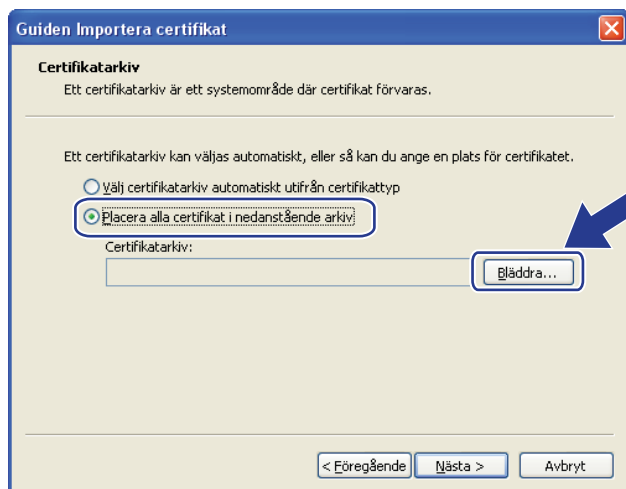 Guiden Importera certifikat
Certifikatarkiv
Ett certifikatarkiv är ett systemområde där certifikat förvaras.
Ett certifikatarkiv kan väljas automatiskt, eller så kan du ange en plats för certifikatet.
Välj certifikatarkiv automatiskt utifrån certifikattyp
Placera alla certifikat i nedanstående arkiv
Certifikatarkiv:
Bläddra...
< Föregående
Nästa >
Avbryt